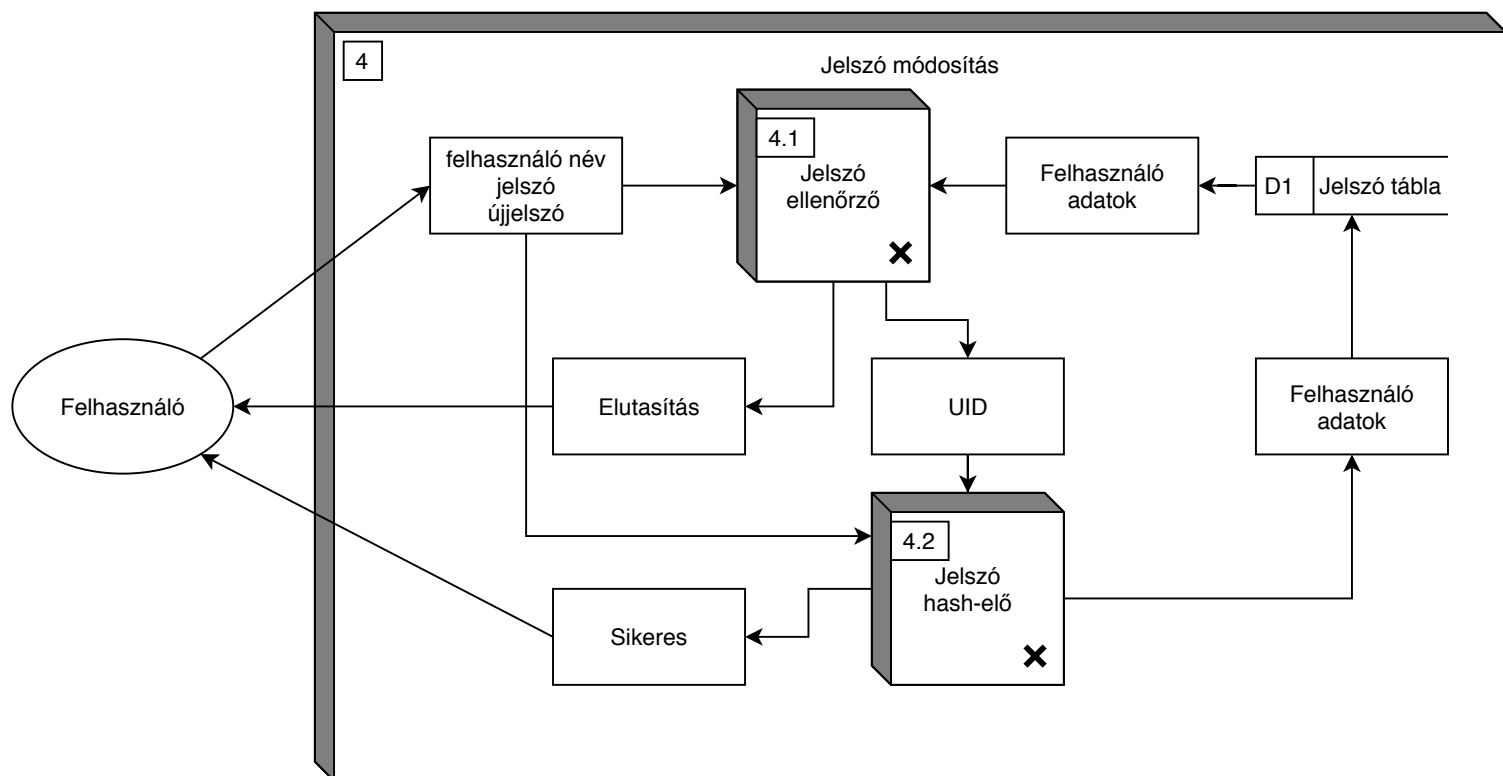 4
Jelszó módosítás
felhasználó név
jelszó
újjelszó
4.1
Jelszó
ellenőrző
Felhasználó
adatok
D1
Jelszó tábla
Felhasználó
Elutasítás
UID
Felhasználó
adatok
4.2
Jelszó
hash-elő
Sikeres